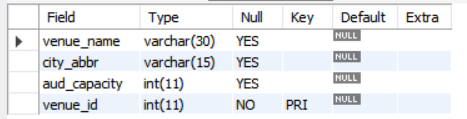 Field Type Null Key Default Extra
venue_name varchar(30) YES NULL
city_abbr varchar(15) YES NULL
aud_capacity int(11) YES NULL
venue_id int(11) NO PRI NULL